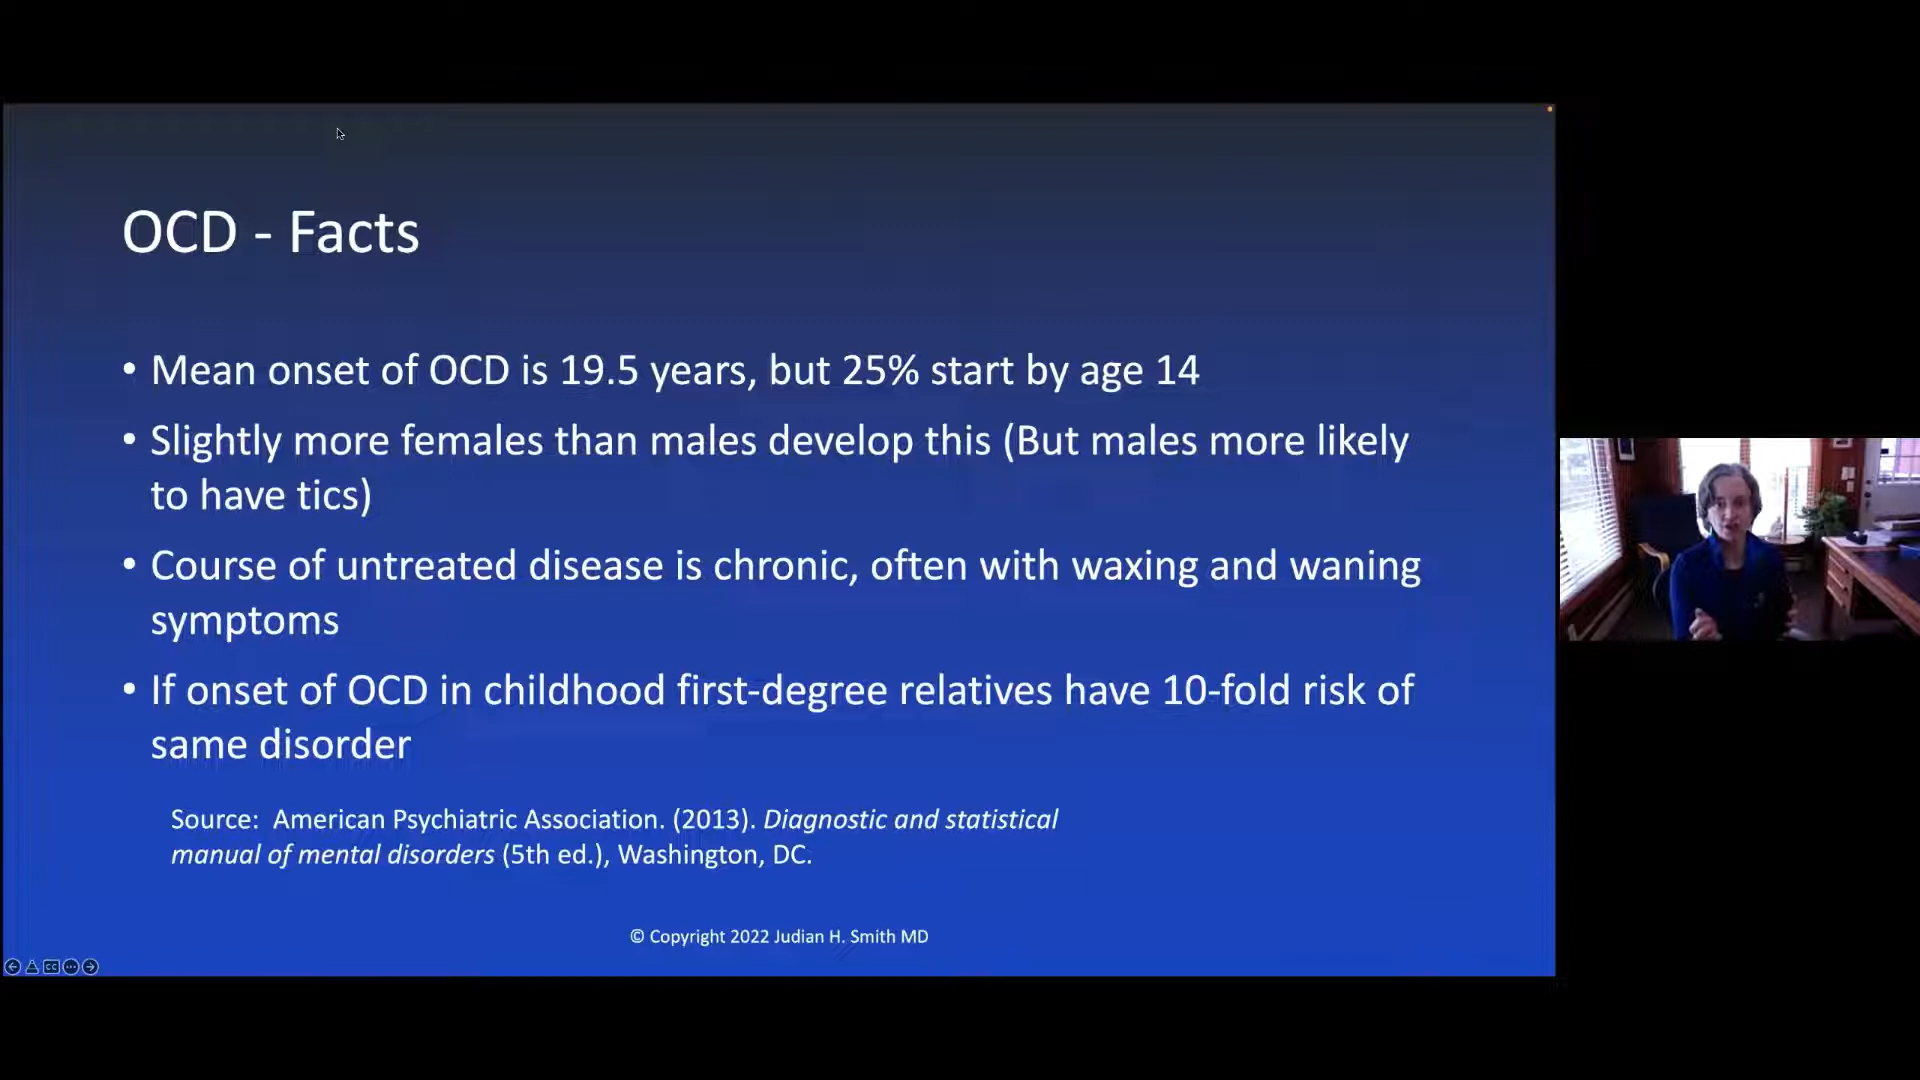 OCD - Facts
• Mean onset of OCD is 19.5 years, but 25% start by age 14
• Slightly more females than males develop this (But males more likely
to have tics)
• Course of untreated disease is chronic, often with waxing and waning
symptoms
• If onset of OCD in childhood first-degree relatives have 10-fold risk of
same disorder
Source:  American Psychiatric Association. (2013). Diagnostic and statistical
manual of mental disorders (5th ed.), Washington, DC.
© Copyright 2022 Judian H. Smith MD
CC